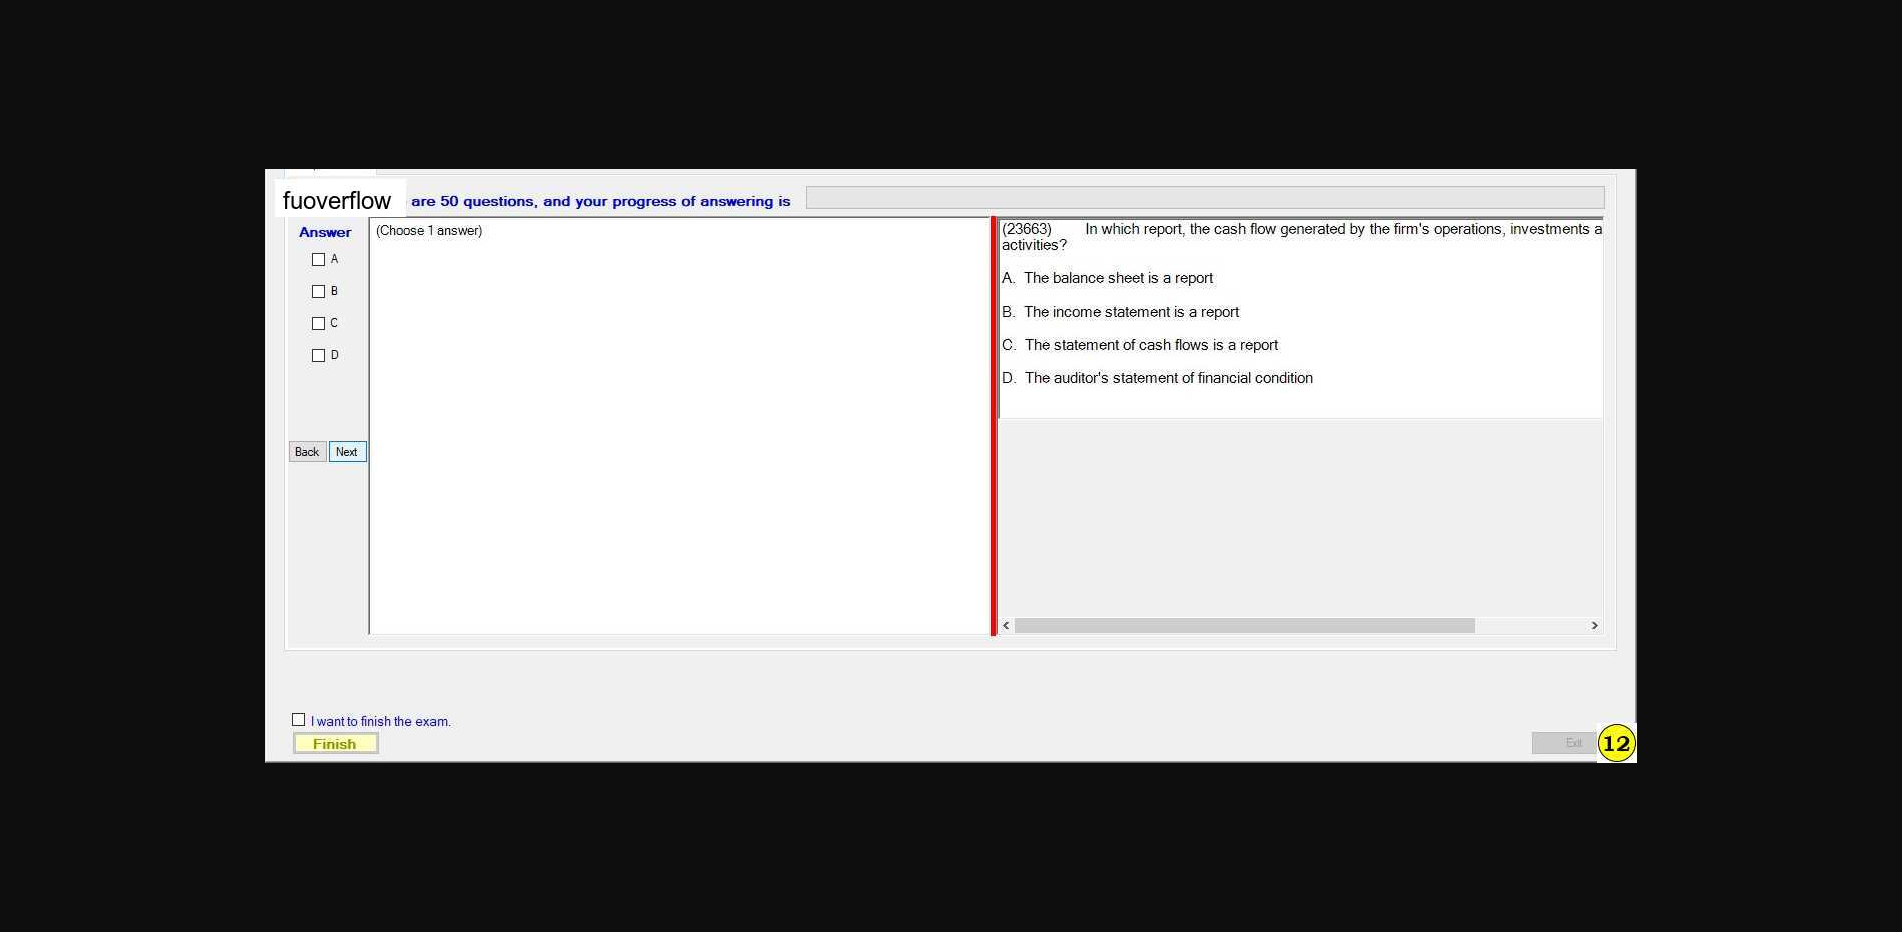 fuoverflow are 50 questions, and your progress of answering is
Answer
A
B
C
D
Back Next
(Choose 1 answer)
(23663) In which report, the cash flow generated by the firm's operations, investments a
activities?
A. The balance sheet is a report
B. The income statement is a report
C. The statement of cash flows is a report
D. The auditor's statement of financial condition
I want to finish the exam.
Finish
Exit
12